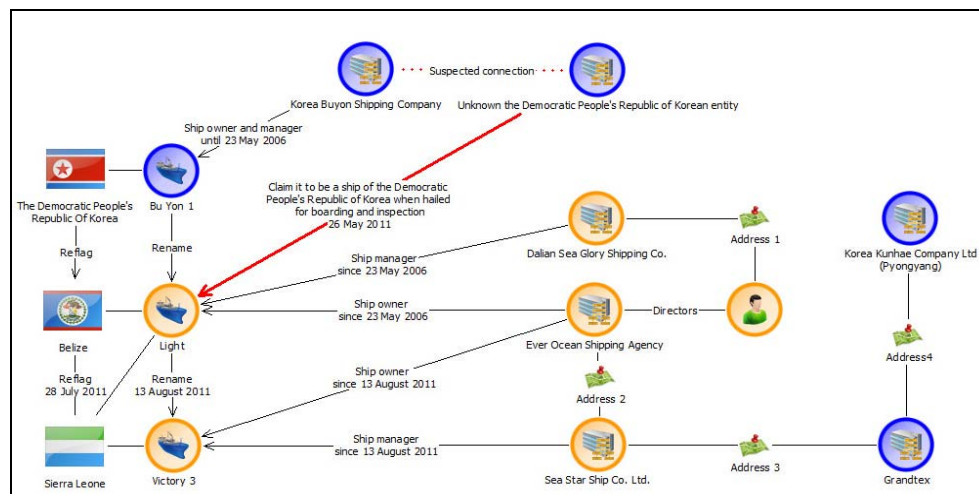 Suspected connection
Korea Buyon Shipping Company
Unknown the Democratic People's Republic of Korean entity
Ship owner and manager
until 23 May 2006
The Democratic People's
Republic Of Korea
Bu Yon 1
Claim it to be a ship of the Democratic
People's Republic of Korea when hailed
for boarding and inspection
26 May 2011
Reflag
Rename
Dalian Sea Glory Shipping Co.
Address 1
Korea Kunhae Company Ltd
(Pyongyang)
Ship manager
since 23 May 2006
Ship owner
since 23 May 2006
Directors
Belize
Light
Ever Ocean Shipping Agency
Address4
Reflag
28 July 2011
Rename
13 August 2011
Ship owner
since 13 August 2011
Address 2
Ship manager
since 13 August 2011
Address 3
Sierra Leone
Victory 3
Sea Star Ship Co. Ltd.
Grandtex